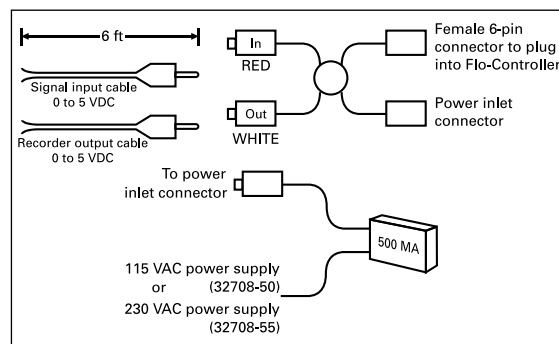 6 ft
Signal input cable
0 to 5 VDC
Recorder output cable
0 to 5 VDC
In
RED
Out
WHITE
Female 6-pin
connector to plug
into Flo-Controller
Power inlet
connector
To power
inlet connector
500 MA
115 VAC power supply
or (32708-50)
230 VAC power supply
(32708-55)